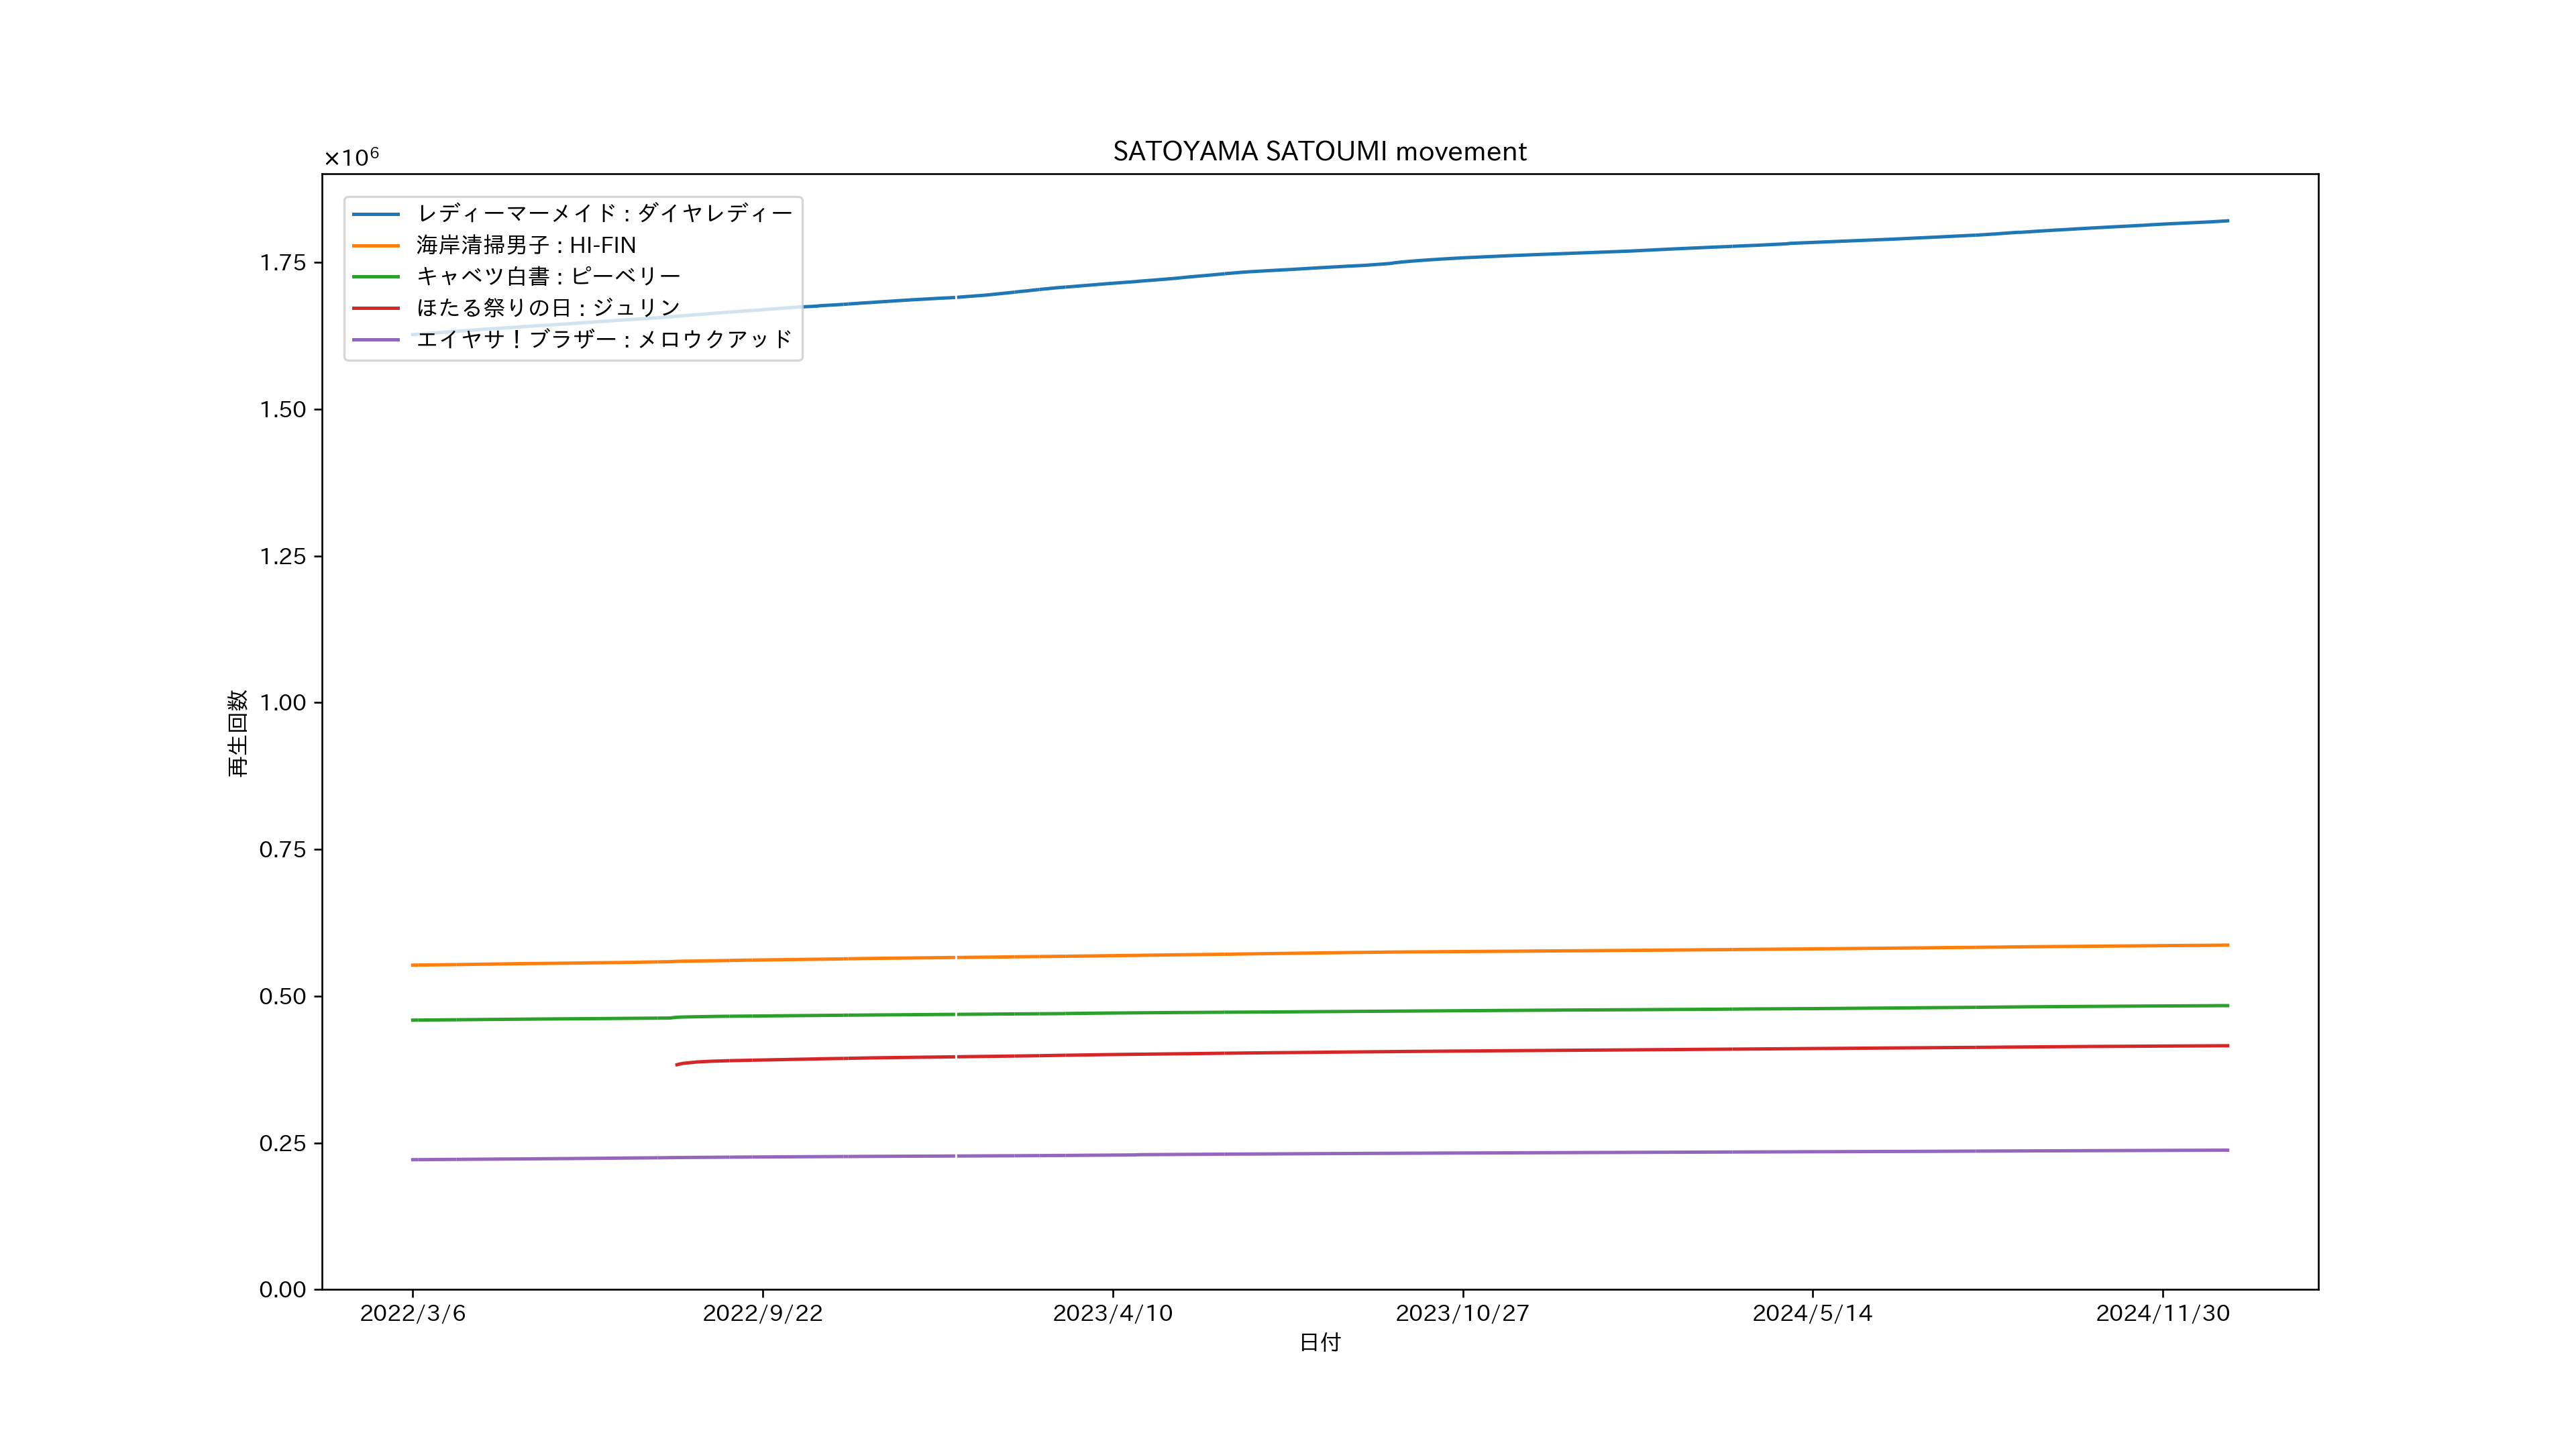 SATOYAMA SATOUMI movement
×10⁶
レディーマーメイド : ダイヤレディー
海岸清掃男子 : HI-FIN
キャベツ白書 : ピーベリー
ほたる祭りの日 : ジュリン
エイヤサ！ブラザー : メロウクアッド
1.75
1.50
1.25
1.00
0.75
0.50
0.25
0.00
再生回数
2022/3/6
2022/9/22
2023/4/10
2023/10/27
2024/5/14
2024/11/30
日付